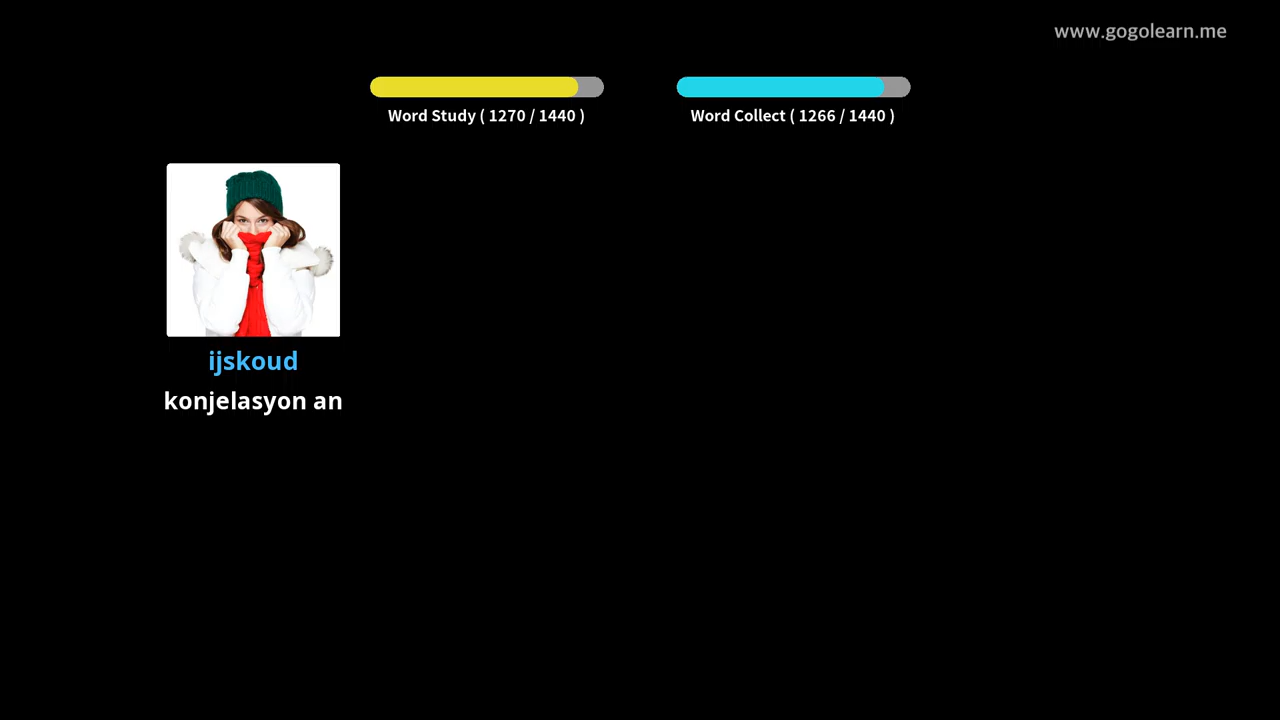 www.gogolearn.me
Word Study ( 1270 / 1440 )
Word Collect ( 1266 / 1440 )
ijskoud
konjelasyon an